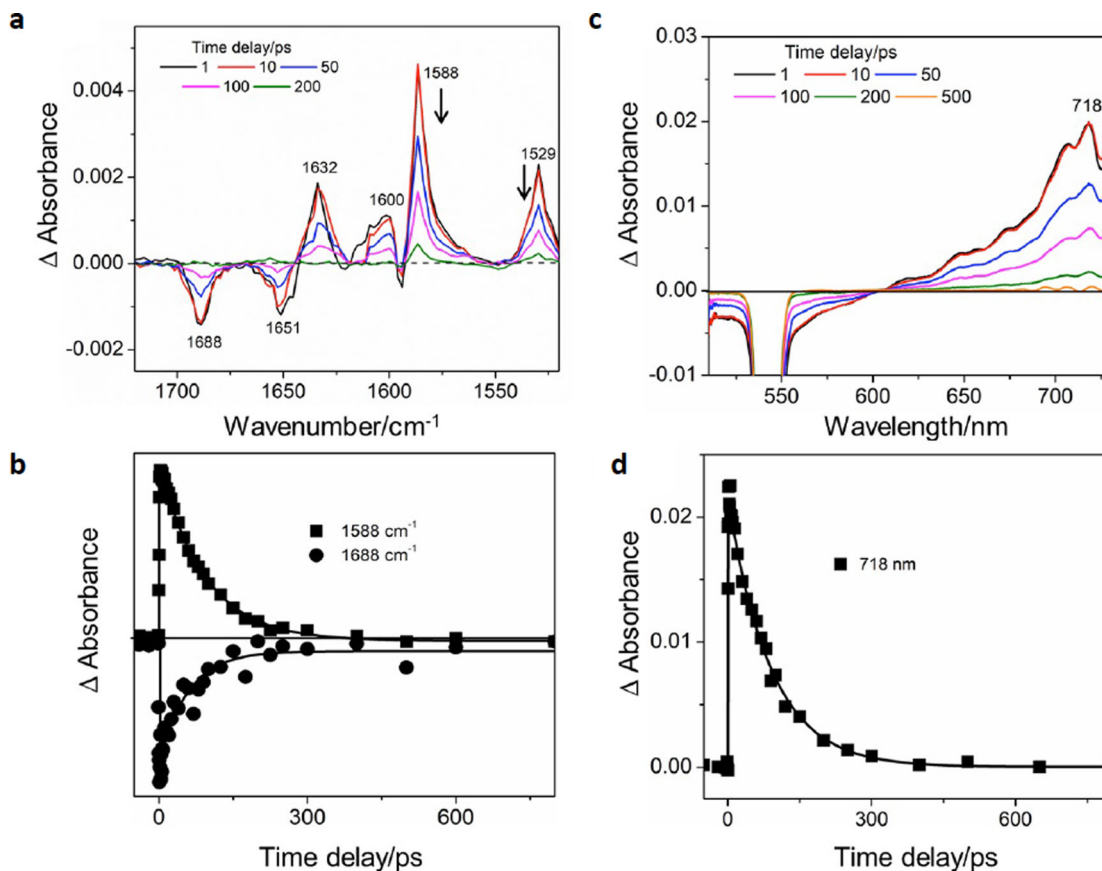 a
Time delay/ps
1 10 50
100 200
1588
1529
1632
1600
1688
1651
0.004
0.002
0.000
-0.002
Δ Absorbance
1700 1650 1600 1550
Wavenumber/cm⁻¹
c
Time delay/ps
1 10 50
100 200 500
718
0.03
0.02
0.01
0.00
-0.01
Δ Absorbance
550 600 650 700
Wavelength/nm
b
1588 cm⁻¹
1688 cm⁻¹
Δ Absorbance
0 300 600
Time delay/ps
d
718 nm
0.02
0.01
0.00
Δ Absorbance
0 300 600
Time delay/ps